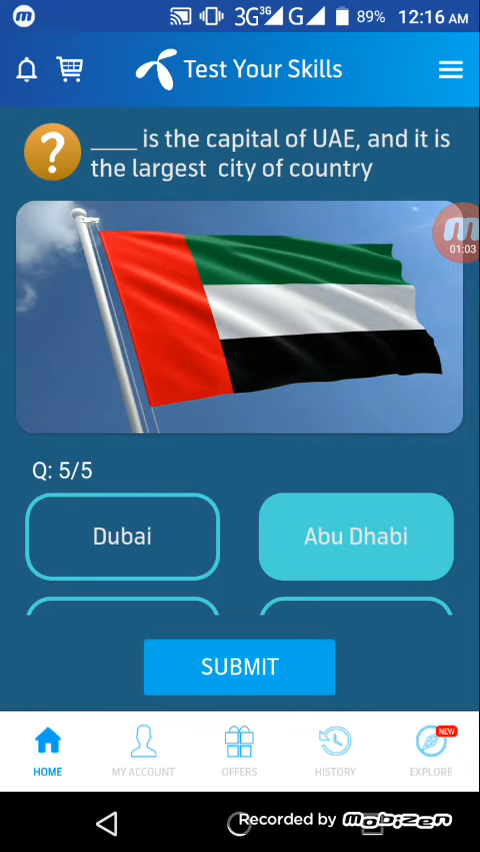 3G 3G G 89% 12:16 AM
Test Your Skills
____ is the capital of UAE, and it is
the largest city of country
01:03
Q: 5/5
Dubai
Abu Dhabi
SUBMIT
NEW
HOME
MY ACCOUNT
OFFERS
HISTORY
EXPLORE
Recorded by mobizen